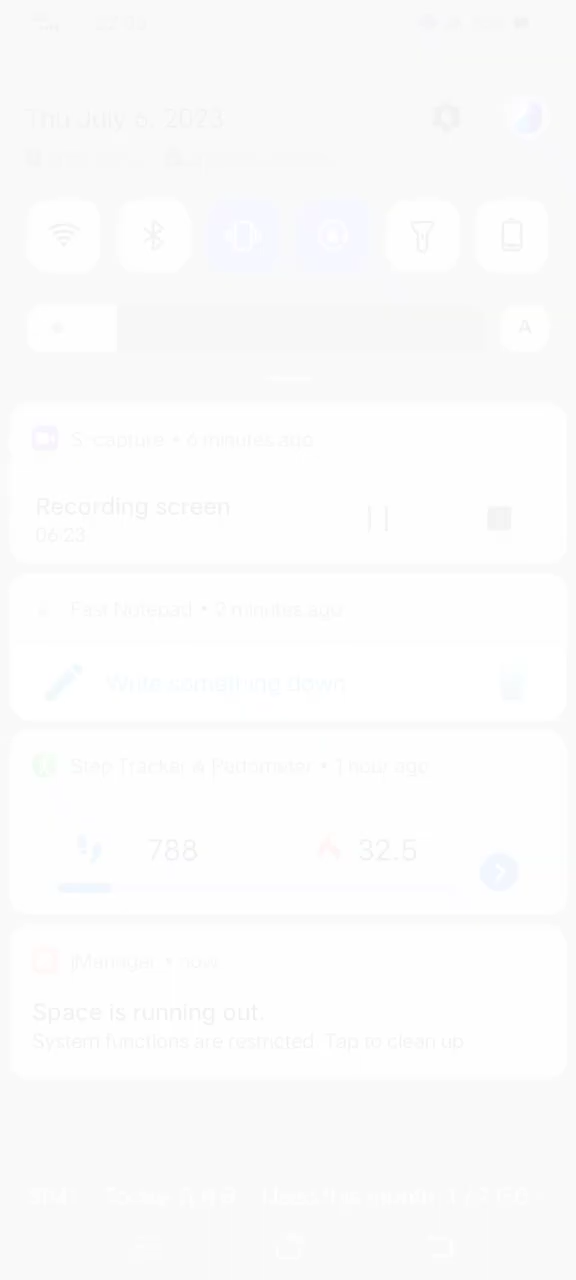 Thu July 6, 2023
A
S-capture • 6 minutes ago
Recording screen
06:23
Fast Notepad • 2 minutes ago
Write something down
Step Tracker & Pedometer • 1 hour ago
788 32.5
jManager • now
Space is running out.
System functions are restricted. Tap to clean up